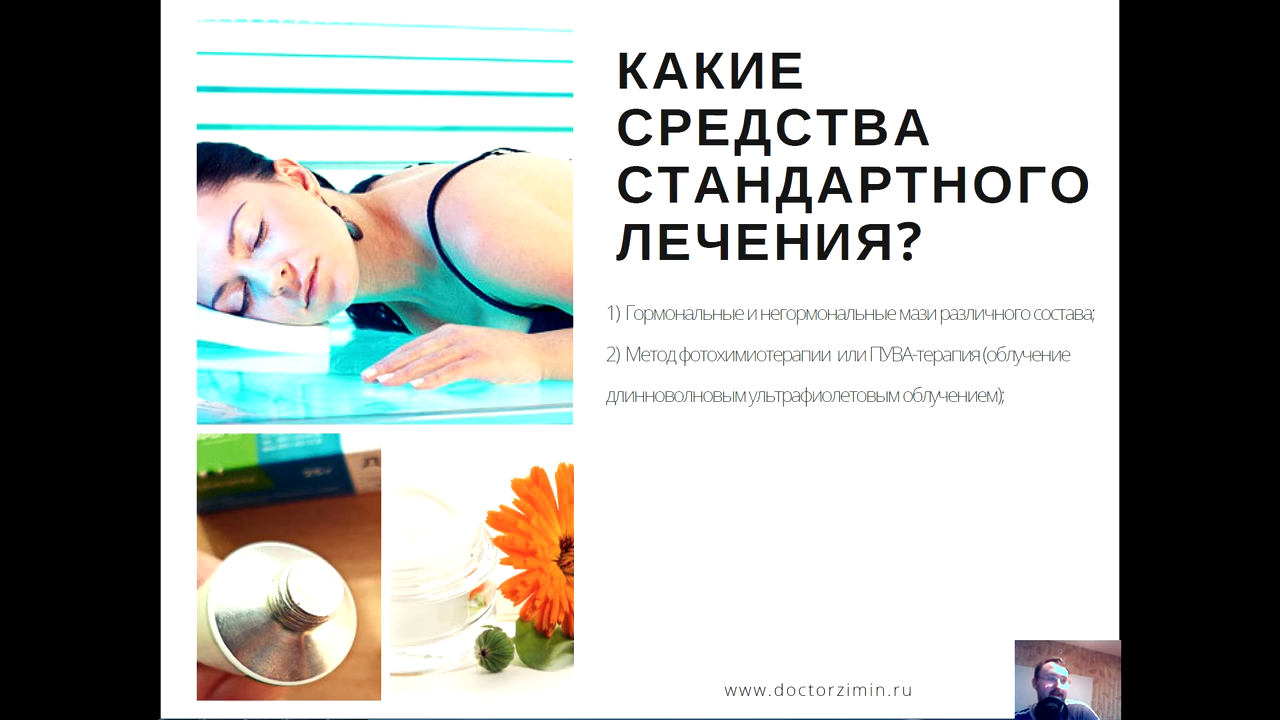 КАКИЕ
СРЕДСТВА
СТАНДАРТНОГО
ЛЕЧЕНИЯ?
1) Гормональные и негормональные мази различного состава;
2) Метод фотохимиотерапии или ПУВА-терапия (облучение
длинноволновым ультрафиолетовым облучением);
www.doctorzimin.ru